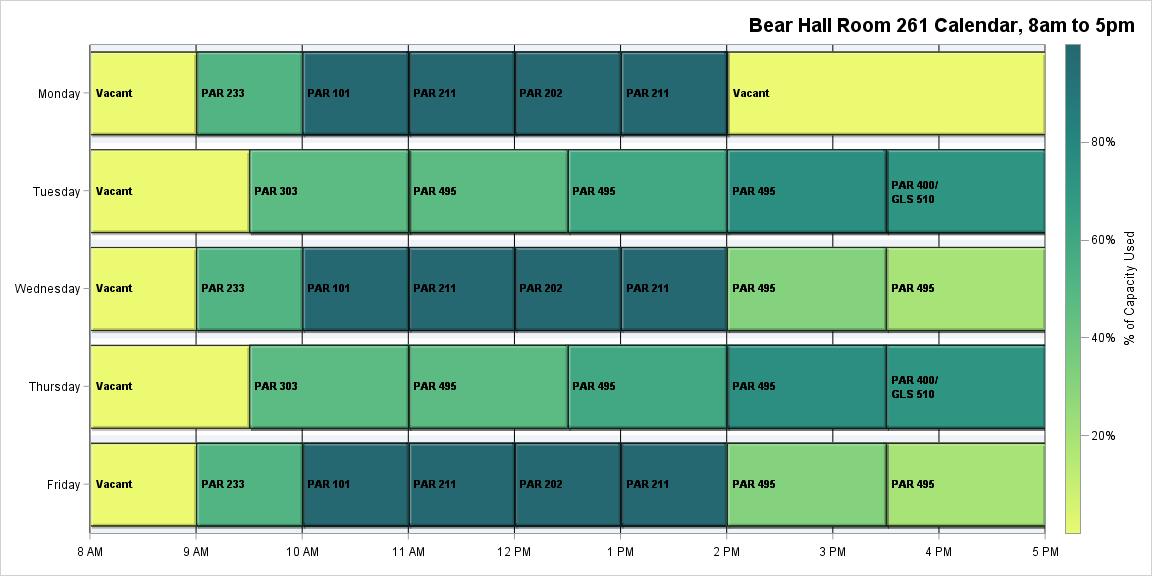 Bear Hall Room 261 Calendar, 8am to 5pm
Monday
Vacant
PAR 233
PAR 101
PAR 211
PAR 202
PAR 211
Vacant
Tuesday
Vacant
PAR 303
PAR 495
PAR 495
PAR 495
PAR 400/
GLS 510
Wednesday
Vacant
PAR 233
PAR 101
PAR 211
PAR 202
PAR 211
PAR 495
PAR 495
Thursday
Vacant
PAR 303
PAR 495
PAR 495
PAR 495
PAR 400/
GLS 510
Friday
Vacant
PAR 233
PAR 101
PAR 211
PAR 202
PAR 211
PAR 495
PAR 495
8 AM
9 AM
10 AM
11 AM
12 PM
1 PM
2 PM
3 PM
4 PM
5 PM
80%
60%
40%
20%
% of Capacity Used